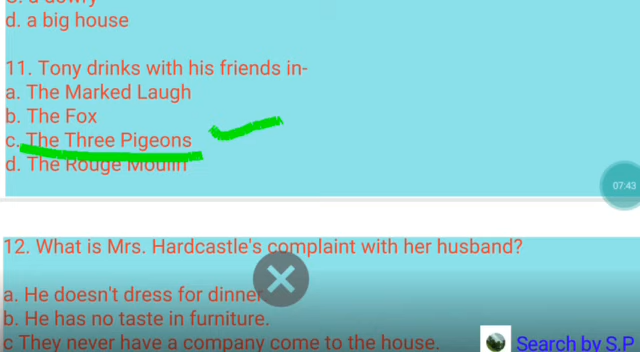 d. a big house
11. Tony drinks with his friends in-
a. The Marked Laugh
b. The Fox
c. The Three Pigeons
d. The Rouge Moulin
07:43
12. What is Mrs. Hardcastle's complaint with her husband?
a. He doesn't dress for dinner
b. He has no taste in furniture.
c They never have a company come to the house.
Search by S.P